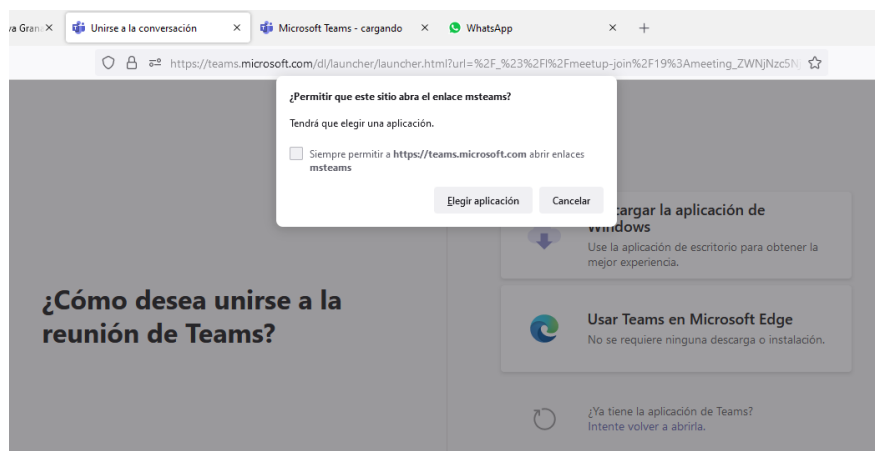 va Gran
Unirse a la conversación
Microsoft Teams - cargando
WhatsApp
https://teams.microsoft.com/dl/launcher/launcher.html?url=%2F_%23%2Fl%2Fmeetup-join%2F19%3Ameeting_ZWNjNzc5N
¿Permitir que este sitio abra el enlace msteams?
Tendrá que elegir una aplicación.
Siempre permitir a https://teams.microsoft.com abrir enlaces
msteams
Elegir aplicación
Cancelar
cargar la aplicación de
Windows
Use la aplicación de escritorio para obtener la
mejor experiencia.
¿Cómo desea unirse a la
reunión de Teams?
Usar Teams en Microsoft Edge
No se requiere ninguna descarga o instalación.
¿Ya tiene la aplicación de Teams?
Intente volver a abrirla.